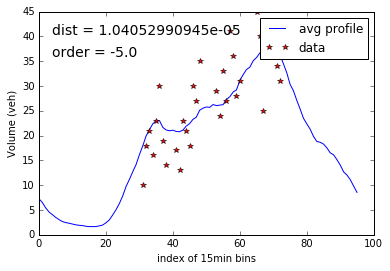 45
40
35
30
25
20
15
10
5
0
Volume (veh)
dist = 1.04052990945e-05
order = -5.0
avg profile
data
0 20 40 60 80 100
index of 15min bins